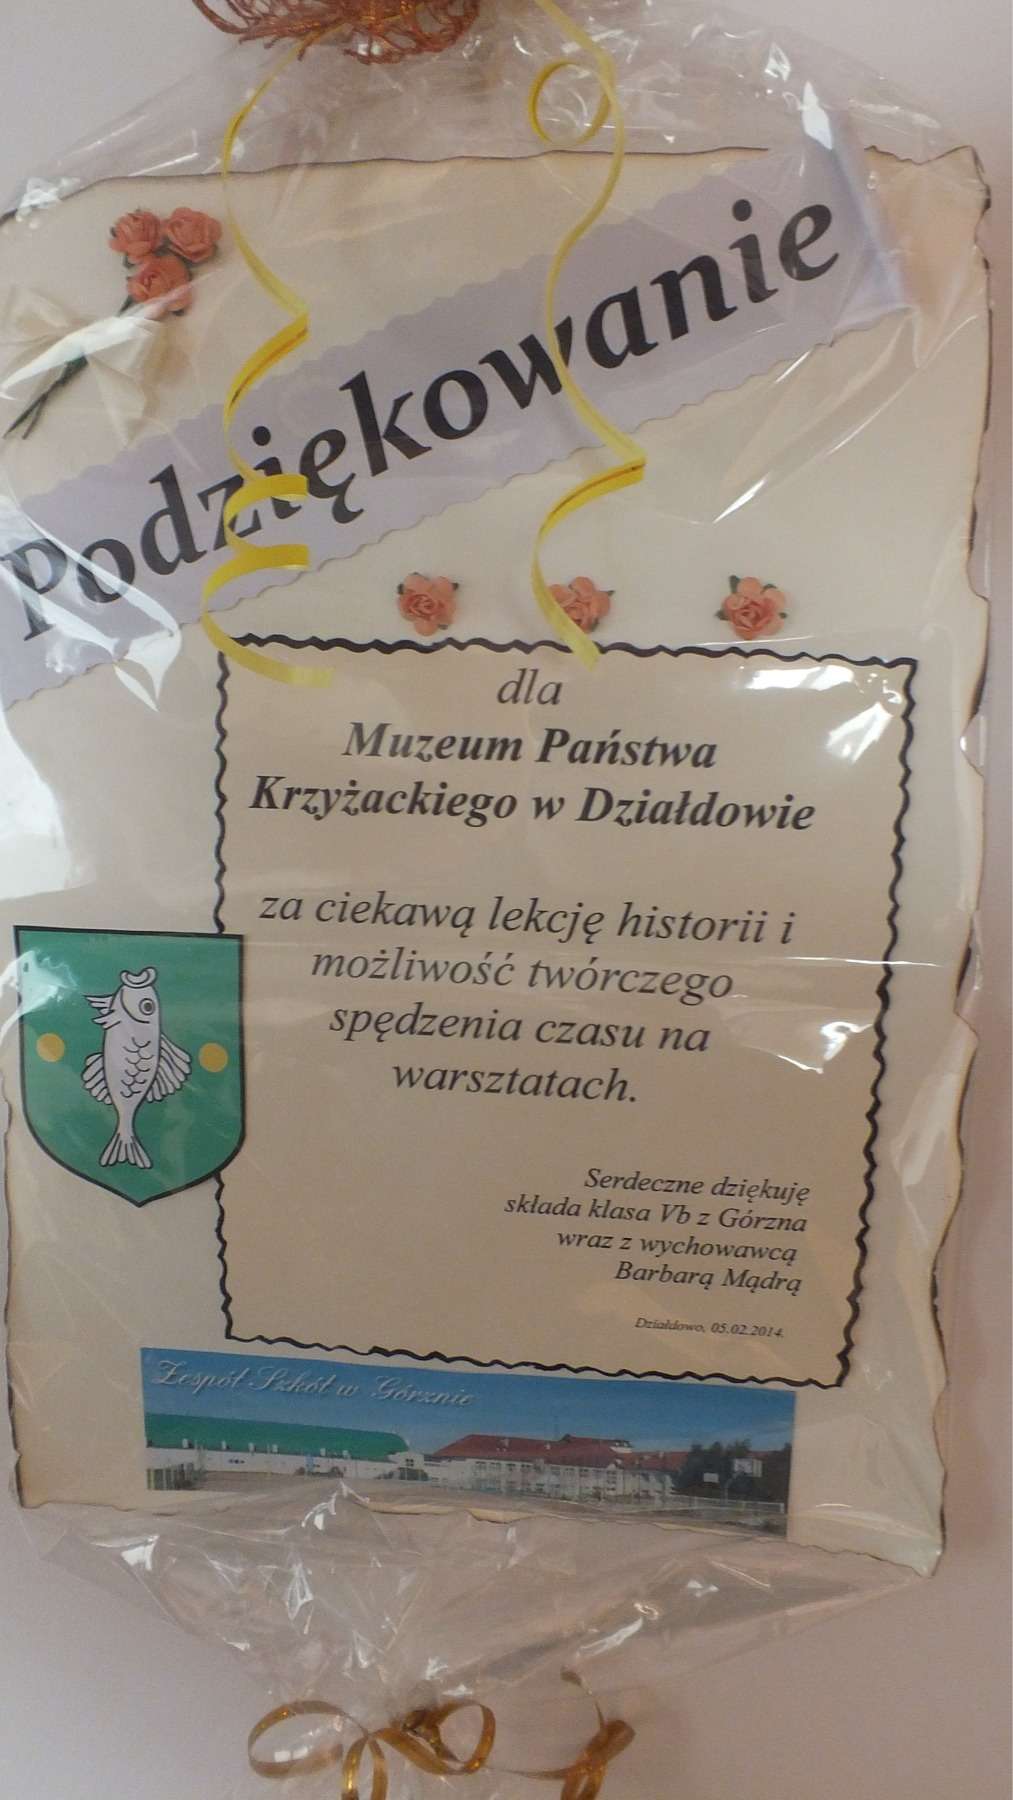 Podziękowanie
dla
Muzeum Państwa
Krzyżackiego w Działdowie
za ciekawą lekcję historii i
możliwość twórczego
spędzenia czasu na
warsztatach.
Serdeczne dziękuję
składa klasa Vb z Górzna
wraz z wychowawcą
Barbarą Mądrą
Działdowo, 05.02.2014.
Zespół Szkół w Górznie